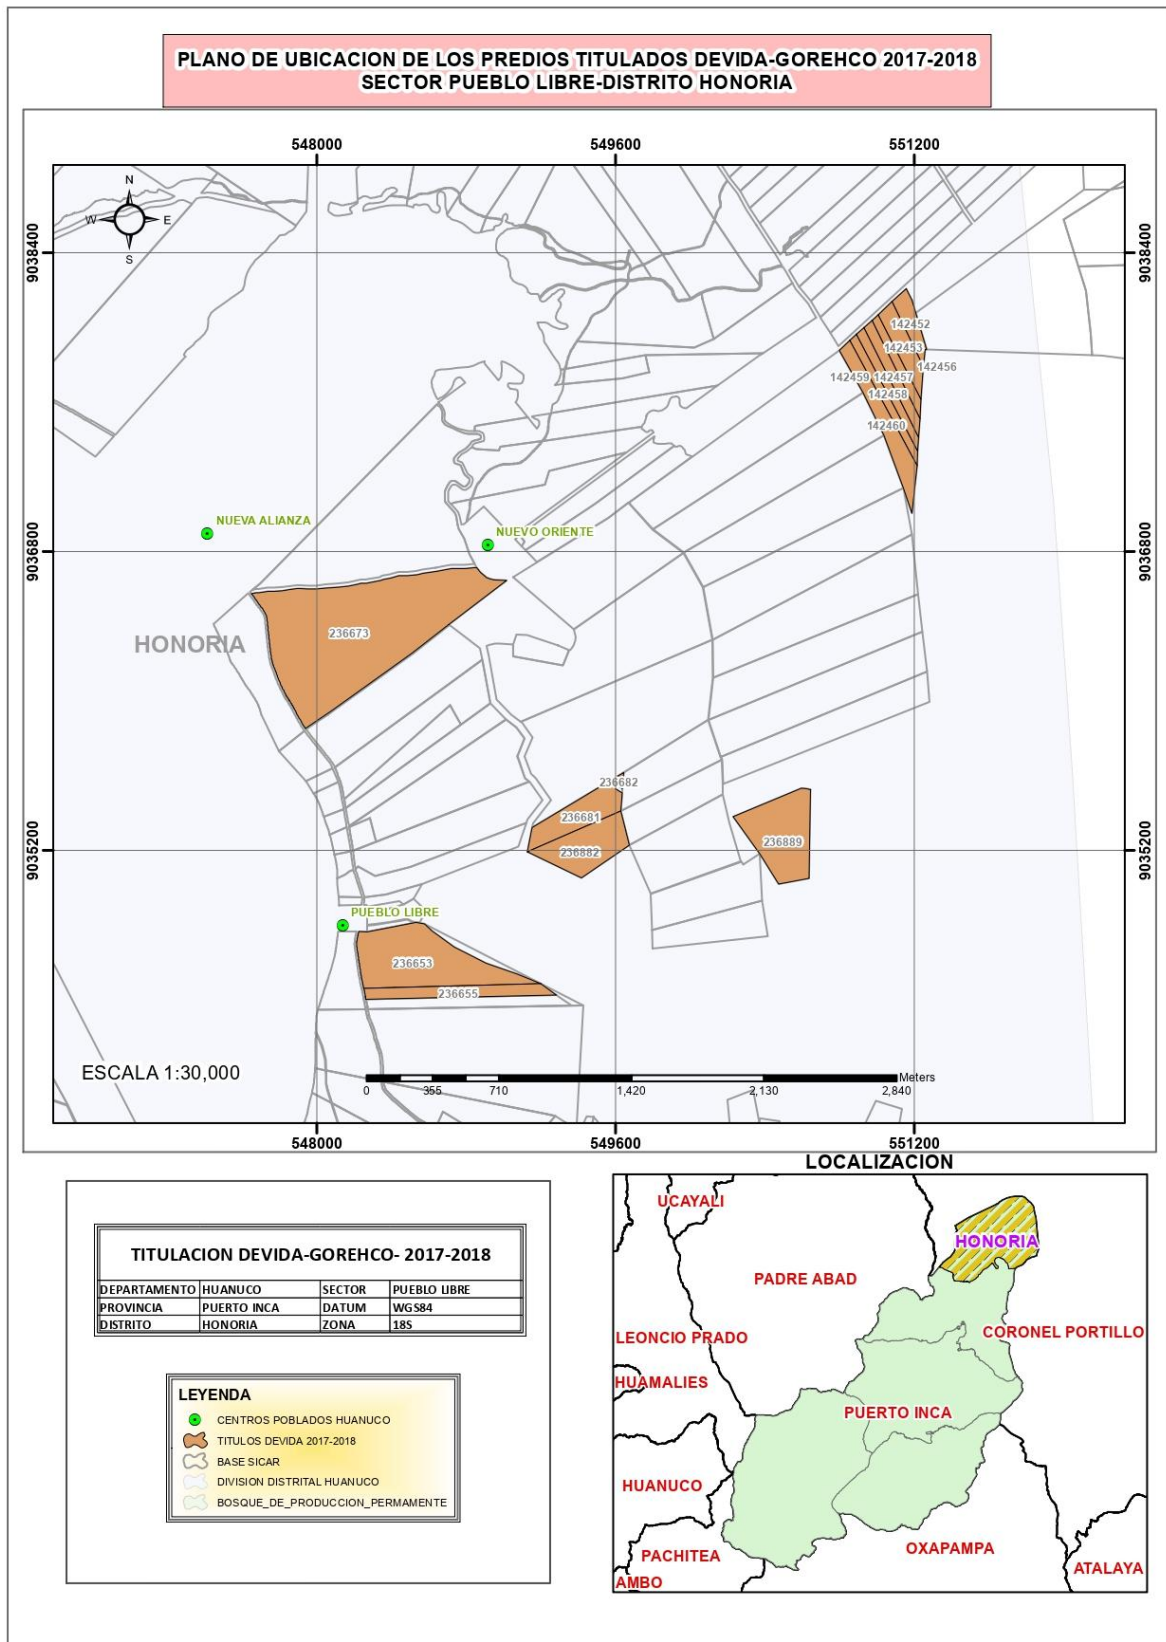 PLANO DE UBICACION DE LOS PREDIOS TITULADOS DEVIDA-GOREHCO 2017-2018
SECTOR PUEBLO LIBRE-DISTRITO HONORIA
548000
549600
551200
N
W
E
S
9038400
9038400
142452
142453
142456
142459
142457
142458
142460
NUEVA ALIANZA
NUEVO ORIENTE
9036800
9036800
236673
HONORIA
236682
236681
236882
236889
9035200
9035200
PUEBLO LIBRE
236653
236655
ESCALA 1:30,000
Meters
0 355 710 1,420 2,130 2,840
548000
549600
551200
LOCALIZACION
TITULACION DEVIDA-GOREHCO- 2017-2018
DEPARTAMENTO HUANUCO SECTOR PUEBLO LIBRE
PROVINCIA PUERTO INCA DATUM WGS84
DISTRITO HONORIA ZONA 18S
LEYENDA
CENTROS POBLADOS HUANUCO
TITULOS DEVIDA 2017-2018
BASE SICAR
DIVISION DISTRITAL HUANUCO
BOSQUE_DE_PRODUCCION_PERMAMENTE
UCAYALI
HONORIA
PADRE ABAD
LEONCIO PRADO
CORONEL PORTILLO
HUAMALIES
PUERTO INCA
HUANUCO
PACHITEA
OXAPAMPA
ATALAYA
AMBO